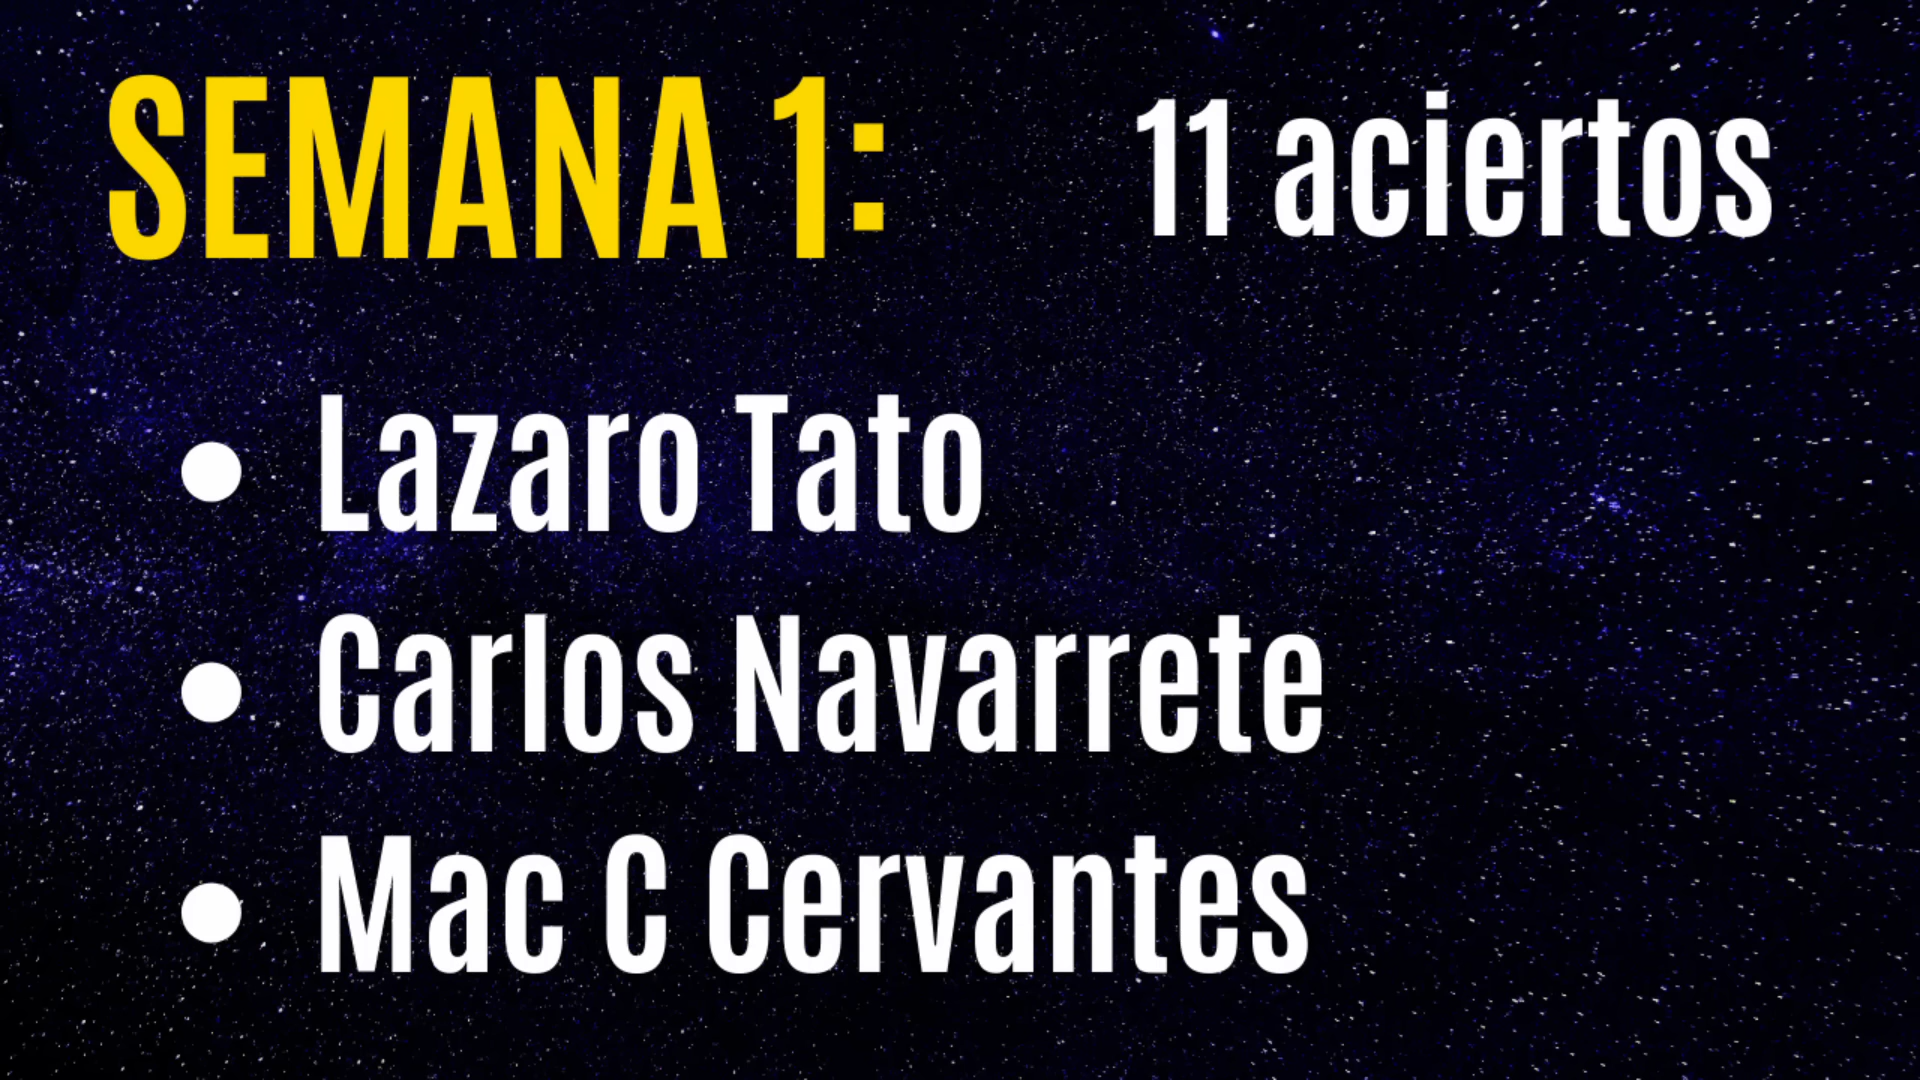 SEMANA 1:
11 aciertos
• Lazaro Tato
• Carlos Navarrete
• Mac C Cervantes